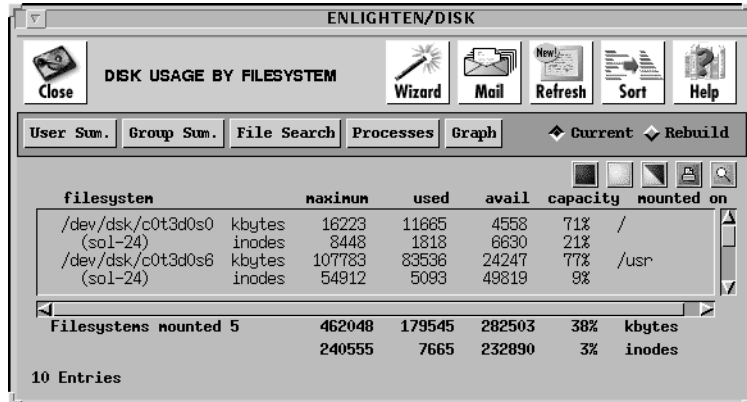 ENLIGHTEN/DISK
Close DISK USAGE BY FILESYSTEM Wizard Mail New! Refresh Sort Help
User Sum. Group Sum. File Search Processes Graph Current Rebuild
filesystem maximum used avail capacity mounted on
/dev/dsk/c0t3d0s0 kbytes 16223 11665 4558 71% /
(sol-24) inodes 8448 1818 6630 21%
/dev/dsk/c0t3d0s6 kbytes 107783 83536 24247 77% /usr
(sol-24) inodes 54912 5093 49819 9%
Filesystems mounted 5 462048 179545 282503 38% kbytes
240555 7665 232890 3% inodes
10 Entries